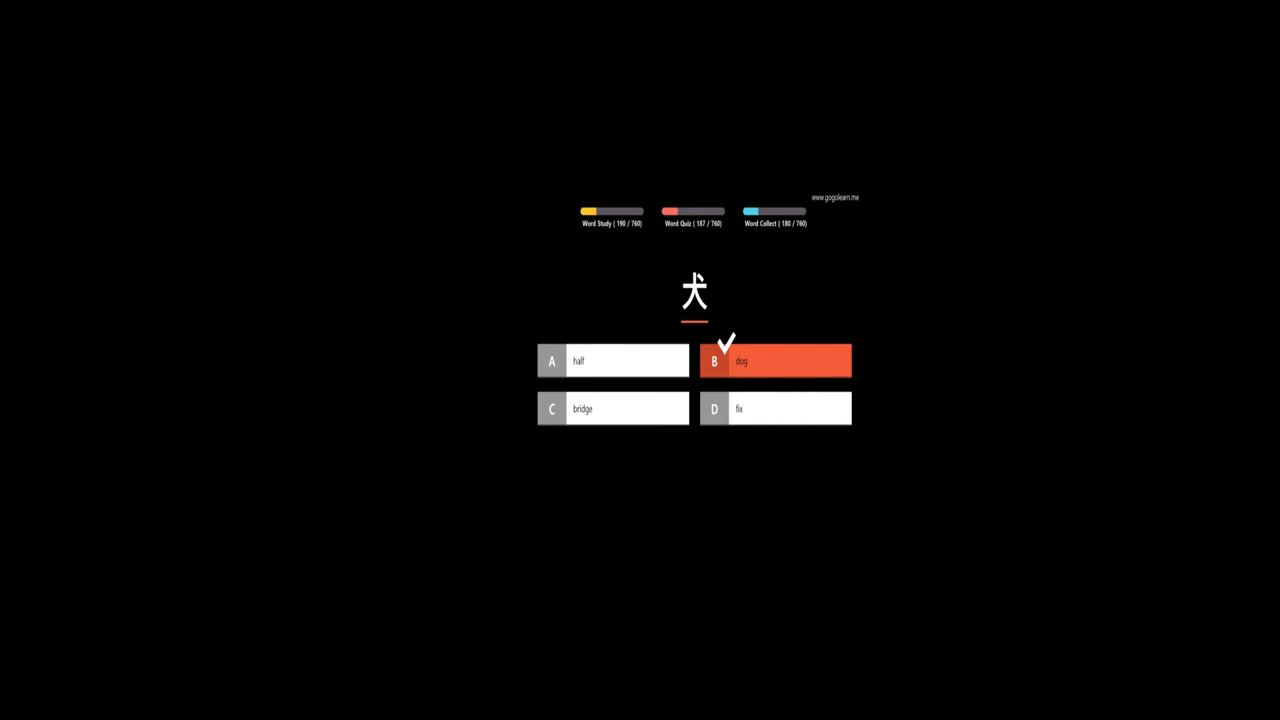 www.gogolearn.me
Word Study ( 190 / 760)
Word Quiz ( 187 / 760)
Word Collect ( 180 / 760)
犬
A half
B dog
C bridge
D fix